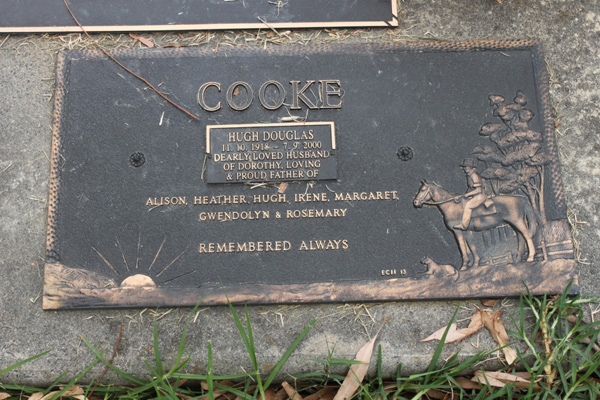 COOKE
HUGH DOUGLAS
11. 10. 1918 - 7. 9. 2000
DEARLY LOVED HUSBAND
OF DOROTHY, LOVING
& PROUD FATHER OF
ALISON, HEATHER, HUGH, IRENE, MARGARET,
GWENDOLYN & ROSEMARY
REMEMBERED ALWAYS